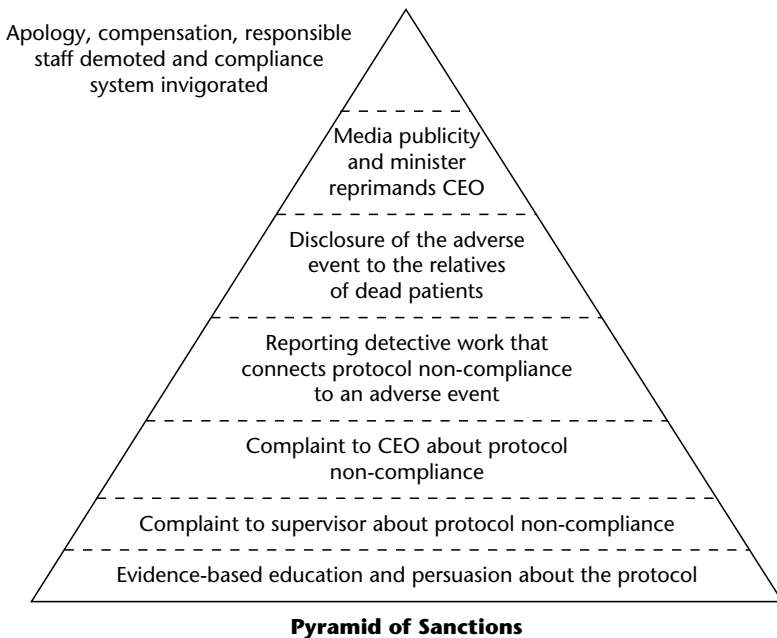 Apology, compensation, responsible
staff demoted and compliance
system invigorated
Media publicity
and minister
reprimands CEO
Disclosure of the adverse
event to the relatives
of dead patients
Reporting detective work that
connects protocol non-compliance
to an adverse event
Complaint to CEO about protocol
non-compliance
Complaint to supervisor about protocol non-compliance
Evidence-based education and persuasion about the protocol
Pyramid of Sanctions